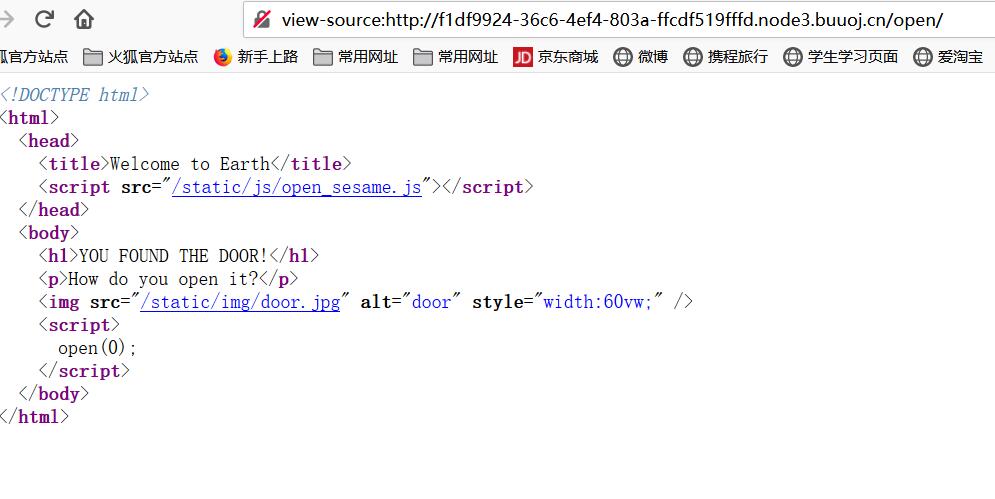 view-source:http://f1df9924-36c6-4ef4-803a-ffcdf519fffd.node3.buuoj.cn/open/
狐官方站点 火狐官方站点 新手上路 常用网址 常用网址 JD 京东商城 微博 携程旅行 学生学习页面 爱淘宝
<!DOCTYPE html>
<html>
  <head>
    <title>Welcome to Earth</title>
    <script src="/static/js/open_sesame.js"></script>
  </head>
  <body>
    <h1>YOU FOUND THE DOOR!</h1>
    <p>How do you open it?</p>
    <img src="/static/img/door.jpg" alt="door" style="width:60vw;" />
    <script>
      open(0);
    </script>
  </body>
</html>